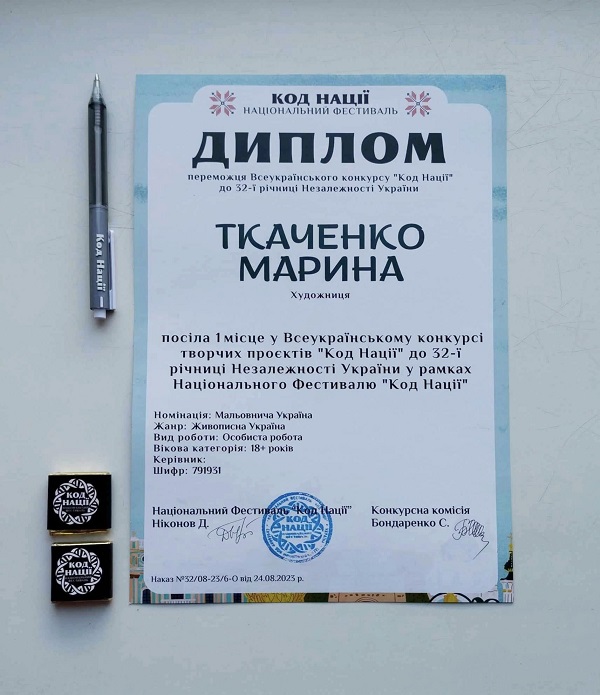 КОД НАЦІЇ
НАЦІОНАЛЬНИЙ ФЕСТИВАЛЬ
ДИПЛОМ
переможця Всеукраїнського конкурсу "Код Нації"
до 32-ї річниці Незалежності України
ТКАЧЕНКО
МАРИНА
Художниця
посіла 1 місце у Всеукраїнському конкурсі
творчих проєктів "Код Нації" до 32-ї
річниці Незалежності України у рамках
Національного Фестивалю "Код Нації"
Номінація: Мальовнича Україна
Жанр: Живописна Україна
Вид роботи: Особиста робота
Вікова категорія: 18+ років
Керівник:
Шифр: 791931
Національний Фестиваль "Код Нації"
Ніконов Д.
Конкурсна комісія
Бондаренко С.
КОД
НАЦІЇ
Наказ №32/08-23/6-О від 24.08.2023 р.
Код Нації
КОД
НАЦІЇ
КОД
НАЦІЇ